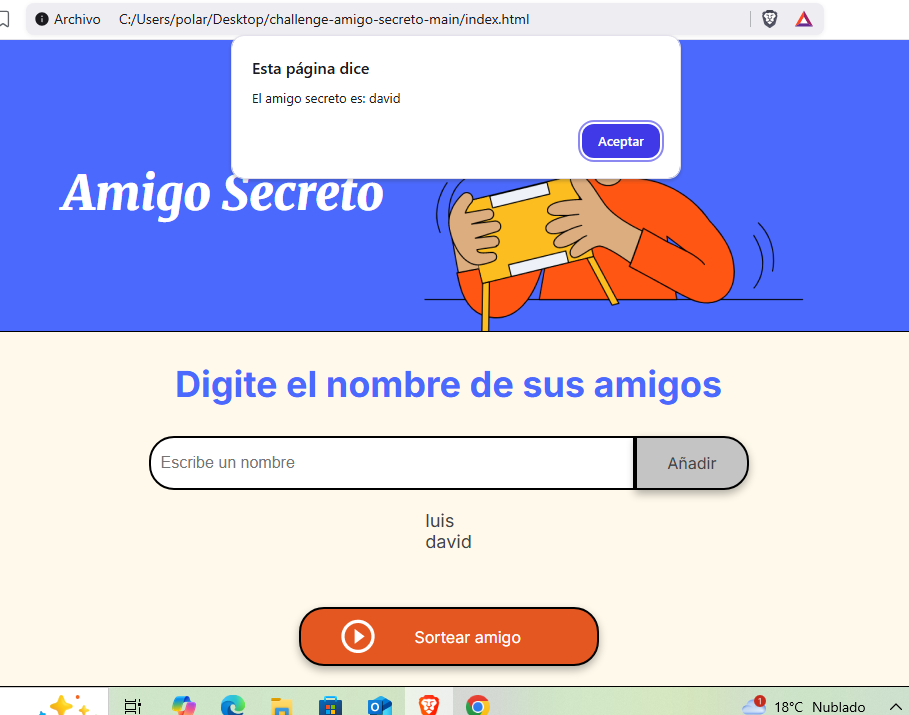 Archivo C:/Users/polar/Desktop/challenge-amigo-secreto-main/index.html
Esta página dice
El amigo secreto es: david
Aceptar
Amigo Secreto
Digite el nombre de sus amigos
Escribe un nombre
Añadir
luis
david
Sortear amigo
1
18°C Nublado